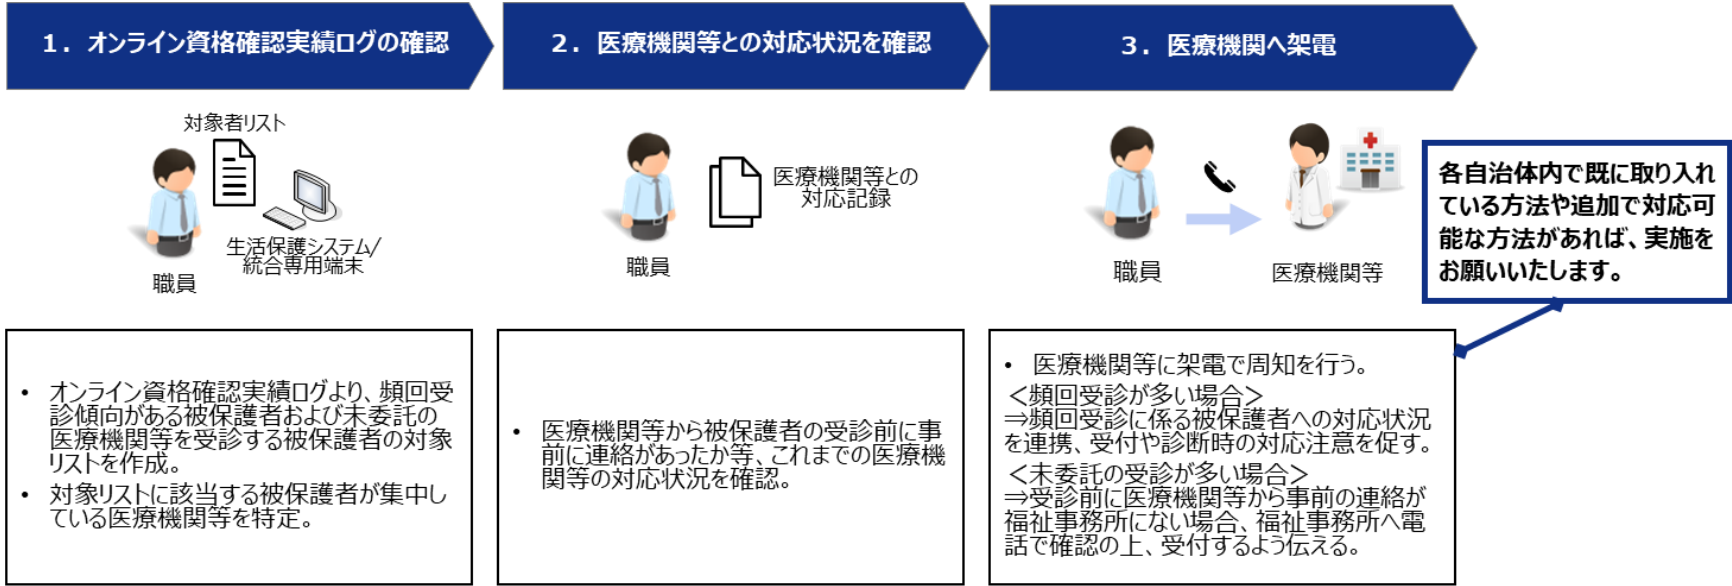 1．オンライン資格確認実績ログの確認
2．医療機関等との対応状況を確認
3．医療機関へ架電
対象者リスト
生活保護システム/
統合専用端末
職員
医療機関等との
対応記録
職員
職員
医療機関等
各自治体内で既に取り入れ
ている方法や追加で対応可
能な方法があれば、実施を
お願いいたします。
• オンライン資格確認実績ログより、頻回受
診傾向がある被保護者および未委託の
医療機関等を受診する被保護者の対象
リストを作成。
• 対象リストに該当する被保護者が集中し
ている医療機関等を特定。
• 医療機関等から被保護者の受診前に事
前に連絡があったか等、これまでの医療機
関等の対応状況を確認。
• 医療機関等に架電で周知を行う。
＜頻回受診が多い場合＞
⇒頻回受診に係る被保護者への対応状況
を連携、受付や診断時の対応注意を促す。
＜未委託の受診が多い場合＞
⇒受診前に医療機関等から事前の連絡が
福祉事務所にない場合、福祉事務所へ電
話で確認の上、受付するよう伝える。